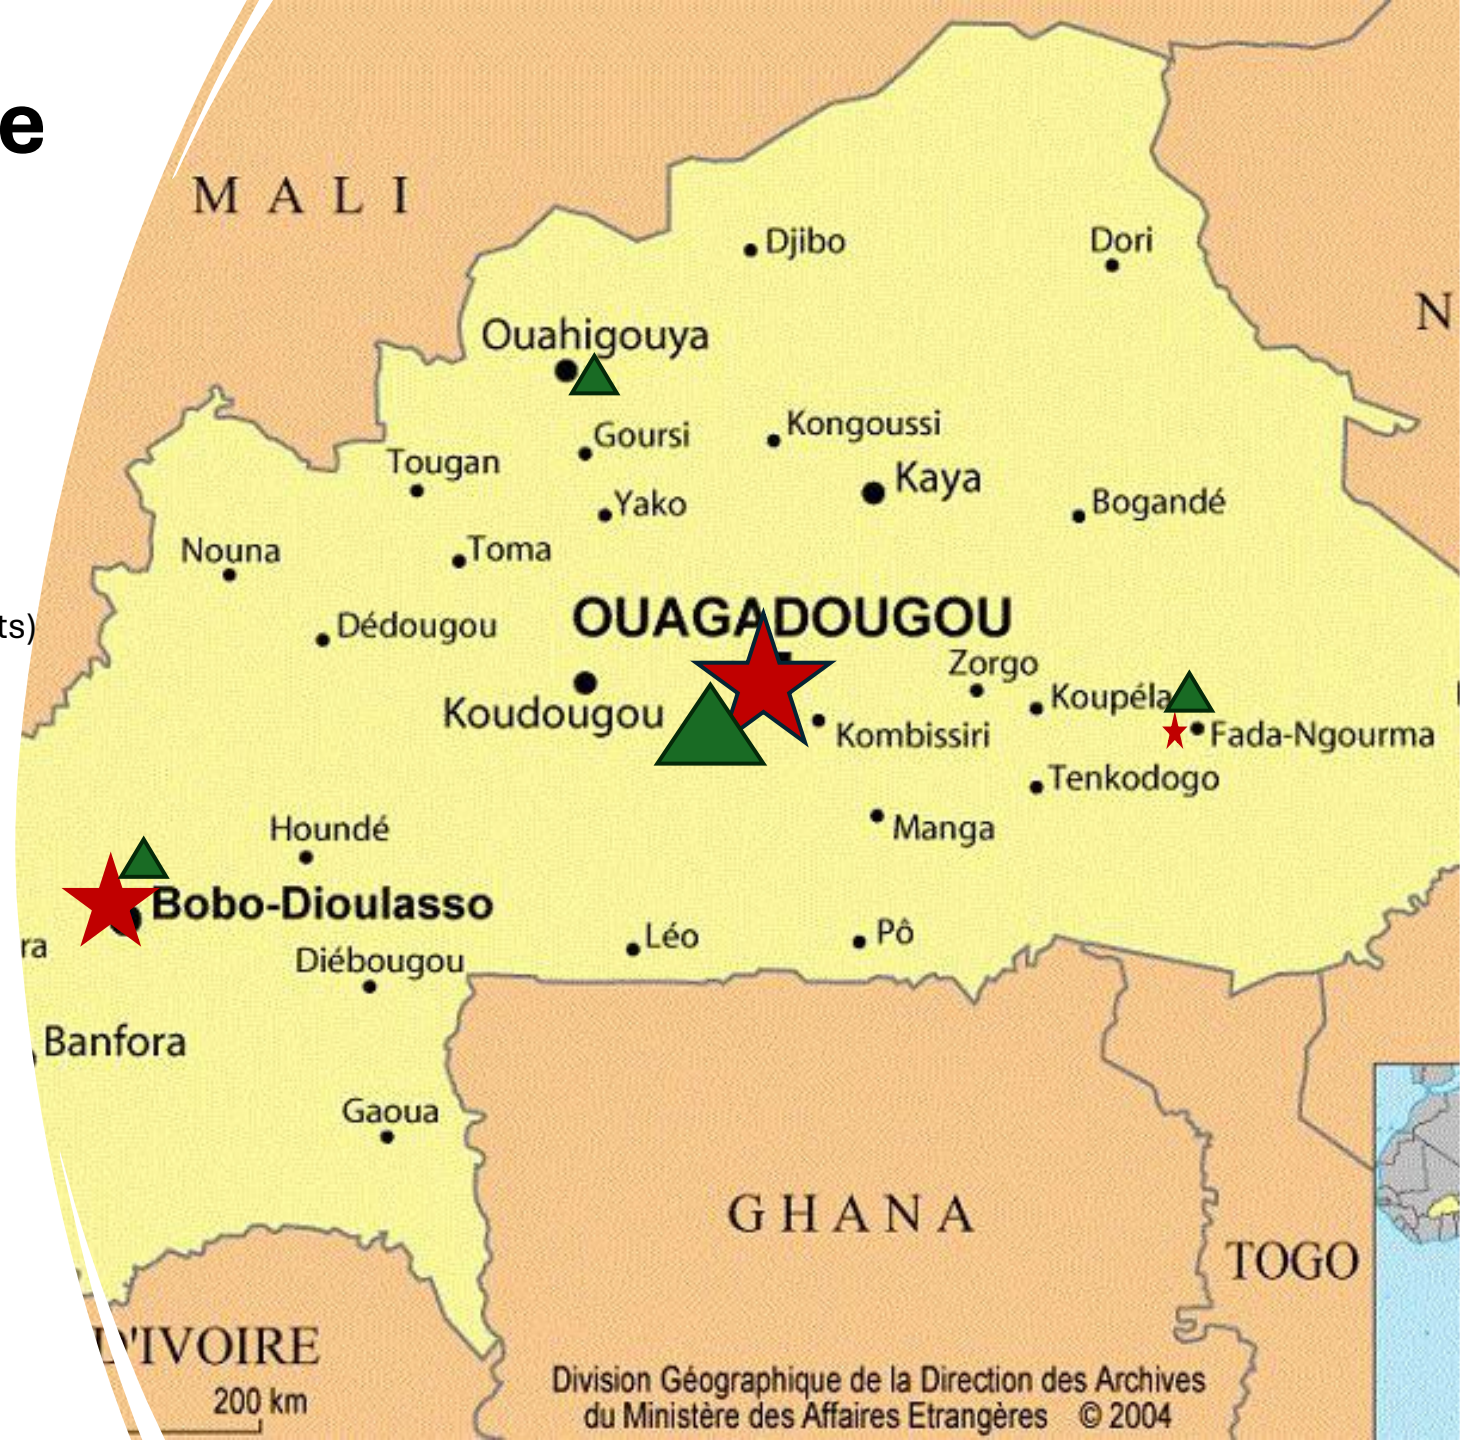 e
MALI
Djibo
Dori
N
Ouahigouya
Goursi
Kongoussi
Tougan
Kaya
Yako
Bogandé
Nouna
Toma
ts)
Dédougou
OUAGADOUGOU
Zorgo
Koupéla
Koudougou
Kombissiri
Fada-Ngourma
Tenkodogo
Houndé
Manga
Bobo-Dioulasso
ra
Léo
Pô
Diébougou
Banfora
Gaoua
GHANA
TOGO
D'IVOIRE
200 km
Division Géographique de la Direction des Archives
du Ministère des Affaires Etrangères © 2004